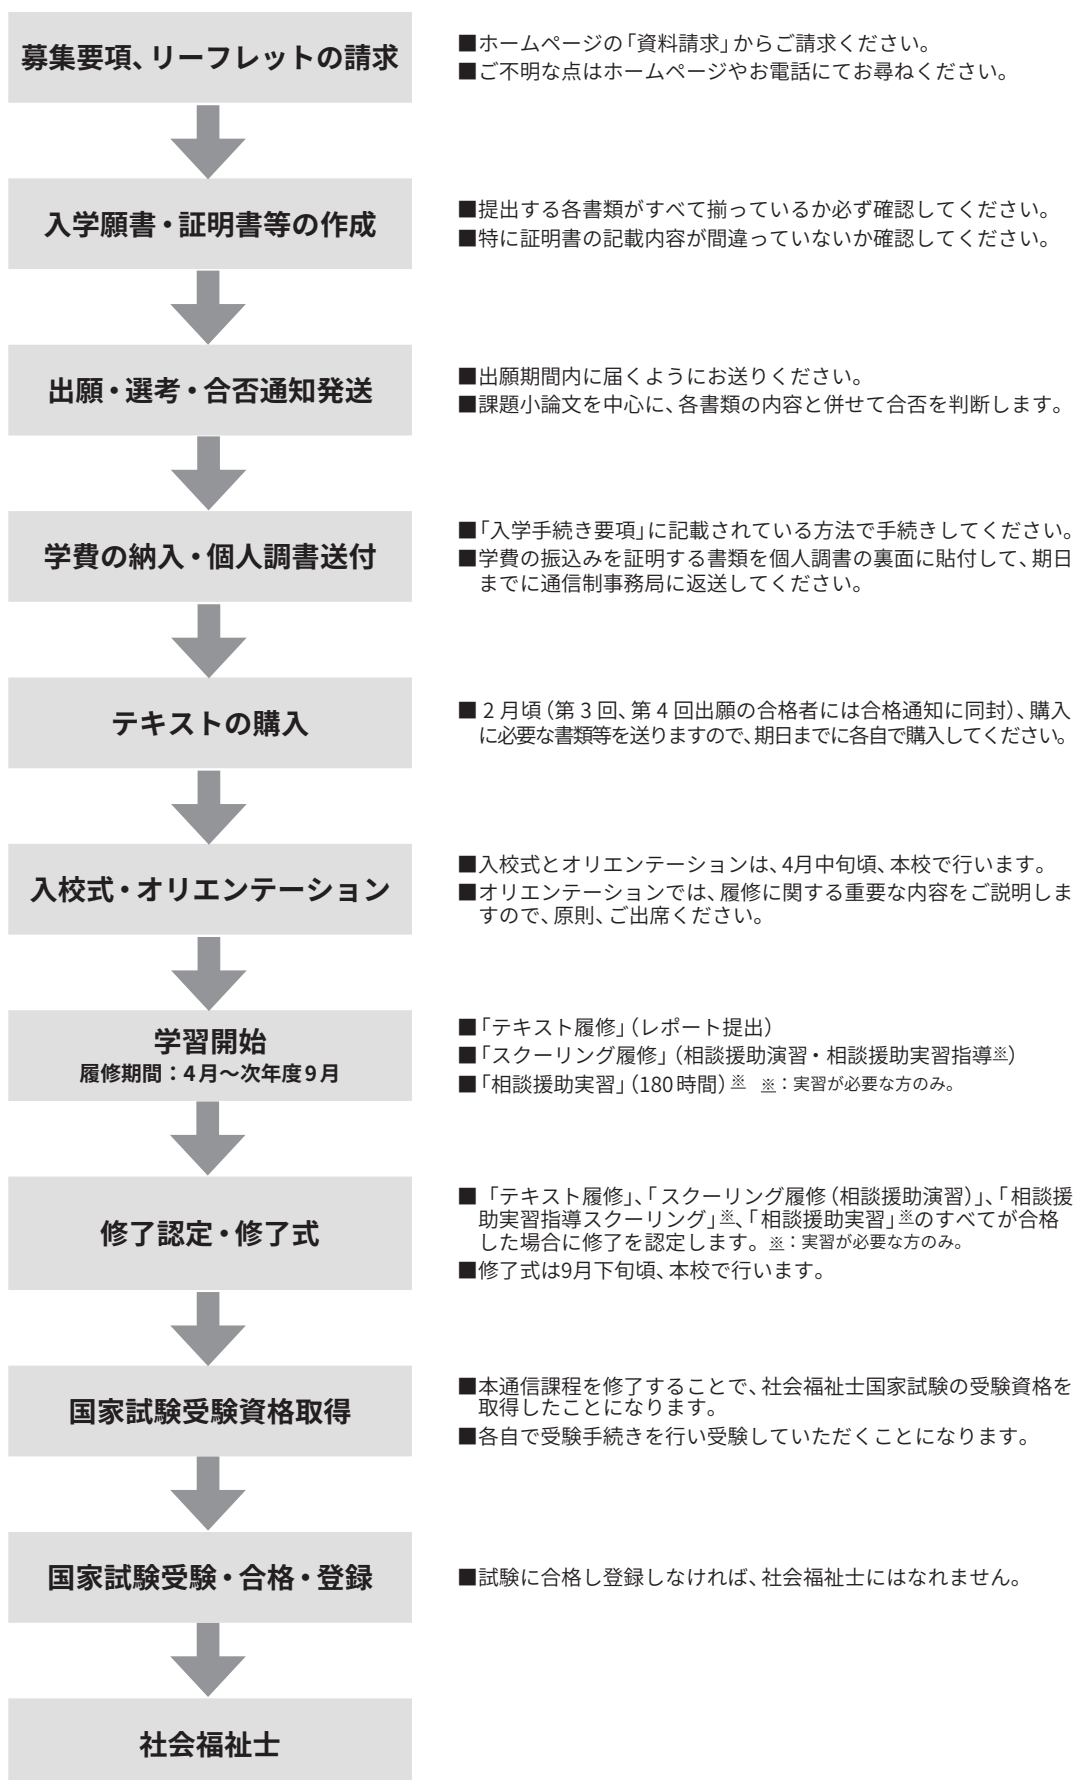 募集要項、リーフレットの請求
■ホームページの「資料請求」からご請求ください。
■ご不明な点はホームページやお電話にてお尋ねください。
入学願書・証明書等の作成
■提出する各書類がすべて揃っているか必ず確認してください。
■特に証明書の記載内容が間違っていないか確認してください。
出願・選考・合否通知発送
■出願期間内に届くようにお送りください。
■課題小論文を中心に、各書類の内容と併せて合否を判断します。
学費の納入・個人調書送付
■「入学手続き要項」に記載されている方法で手続きしてください。
■学費の振込みを証明する書類を個人調書の裏面に貼付して、期日
までに通信制事務局に返送してください。
テキストの購入
■2月頃(第3回、第4回出願の合格者には合格通知に同封)、購入
に必要な書類等を送りますので、期日までに各自で購入してください。
入校式・オリエンテーション
■入校式とオリエンテーションは、4月中旬頃、本校で行います。
■オリエンテーションでは、履修に関する重要な内容をご説明しま
すので、原則、ご出席ください。
学習開始
履修期間:4月〜次年度9月
■「テキスト履修」(レポート提出)
■「スクーリング履修」(相談援助演習・相談援助実習指導※)
■「相談援助実習」(180時間)※ ※:実習が必要な方のみ。
修了認定・修了式
■「テキスト履修」、「スクーリング履修(相談援助演習)」、「相談援
助実習指導スクーリング」※、「相談援助実習」※のすべてが合格
した場合に修了を認定します。※:実習が必要な方のみ。
■修了式は9月下旬頃、本校で行います。
国家試験受験資格取得
■本通信課程を修了することで、社会福祉士国家試験の受験資格を
取得したことになります。
■各自で受験手続きを行い受験していただくことになります。
国家試験受験・合格・登録
■試験に合格し登録しなければ、社会福祉士にはなれません。
社会福祉士